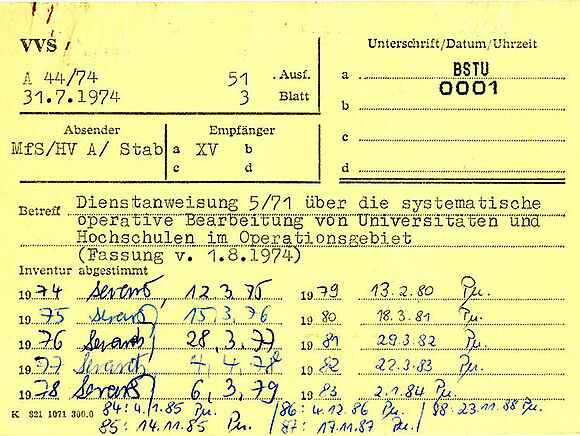 VVS
Unterschrift/Datum/Uhrzeit
A 44/74 51 Ausf.
31.7.1974 3 Blatt
a BSTU
0001
b
c
d
Absender Empfänger
MfS/HV A/ Stab a XV b
c d
Betreff Dienstanweisung 5/71 über die systematische
operative Bearbeitung von Universitäten und
Hochschulen im Operationsgebiet
(Fassung v. 1.8.1974)
Inventur abgestimmt
1974 12.3.75 1979 13.2.80
1975 15.3.76 1980 18.3.81
1976 28.3.77 1981 29.3.82
1977 4.4.78 1982 22.3.83
1978 6.3.79 1983 2.1.84
K 821 1071 300.0 84: 4.1.85 86: 4.12.86 88: 23.11.88
85: 14.11.85 87: 17.11.87